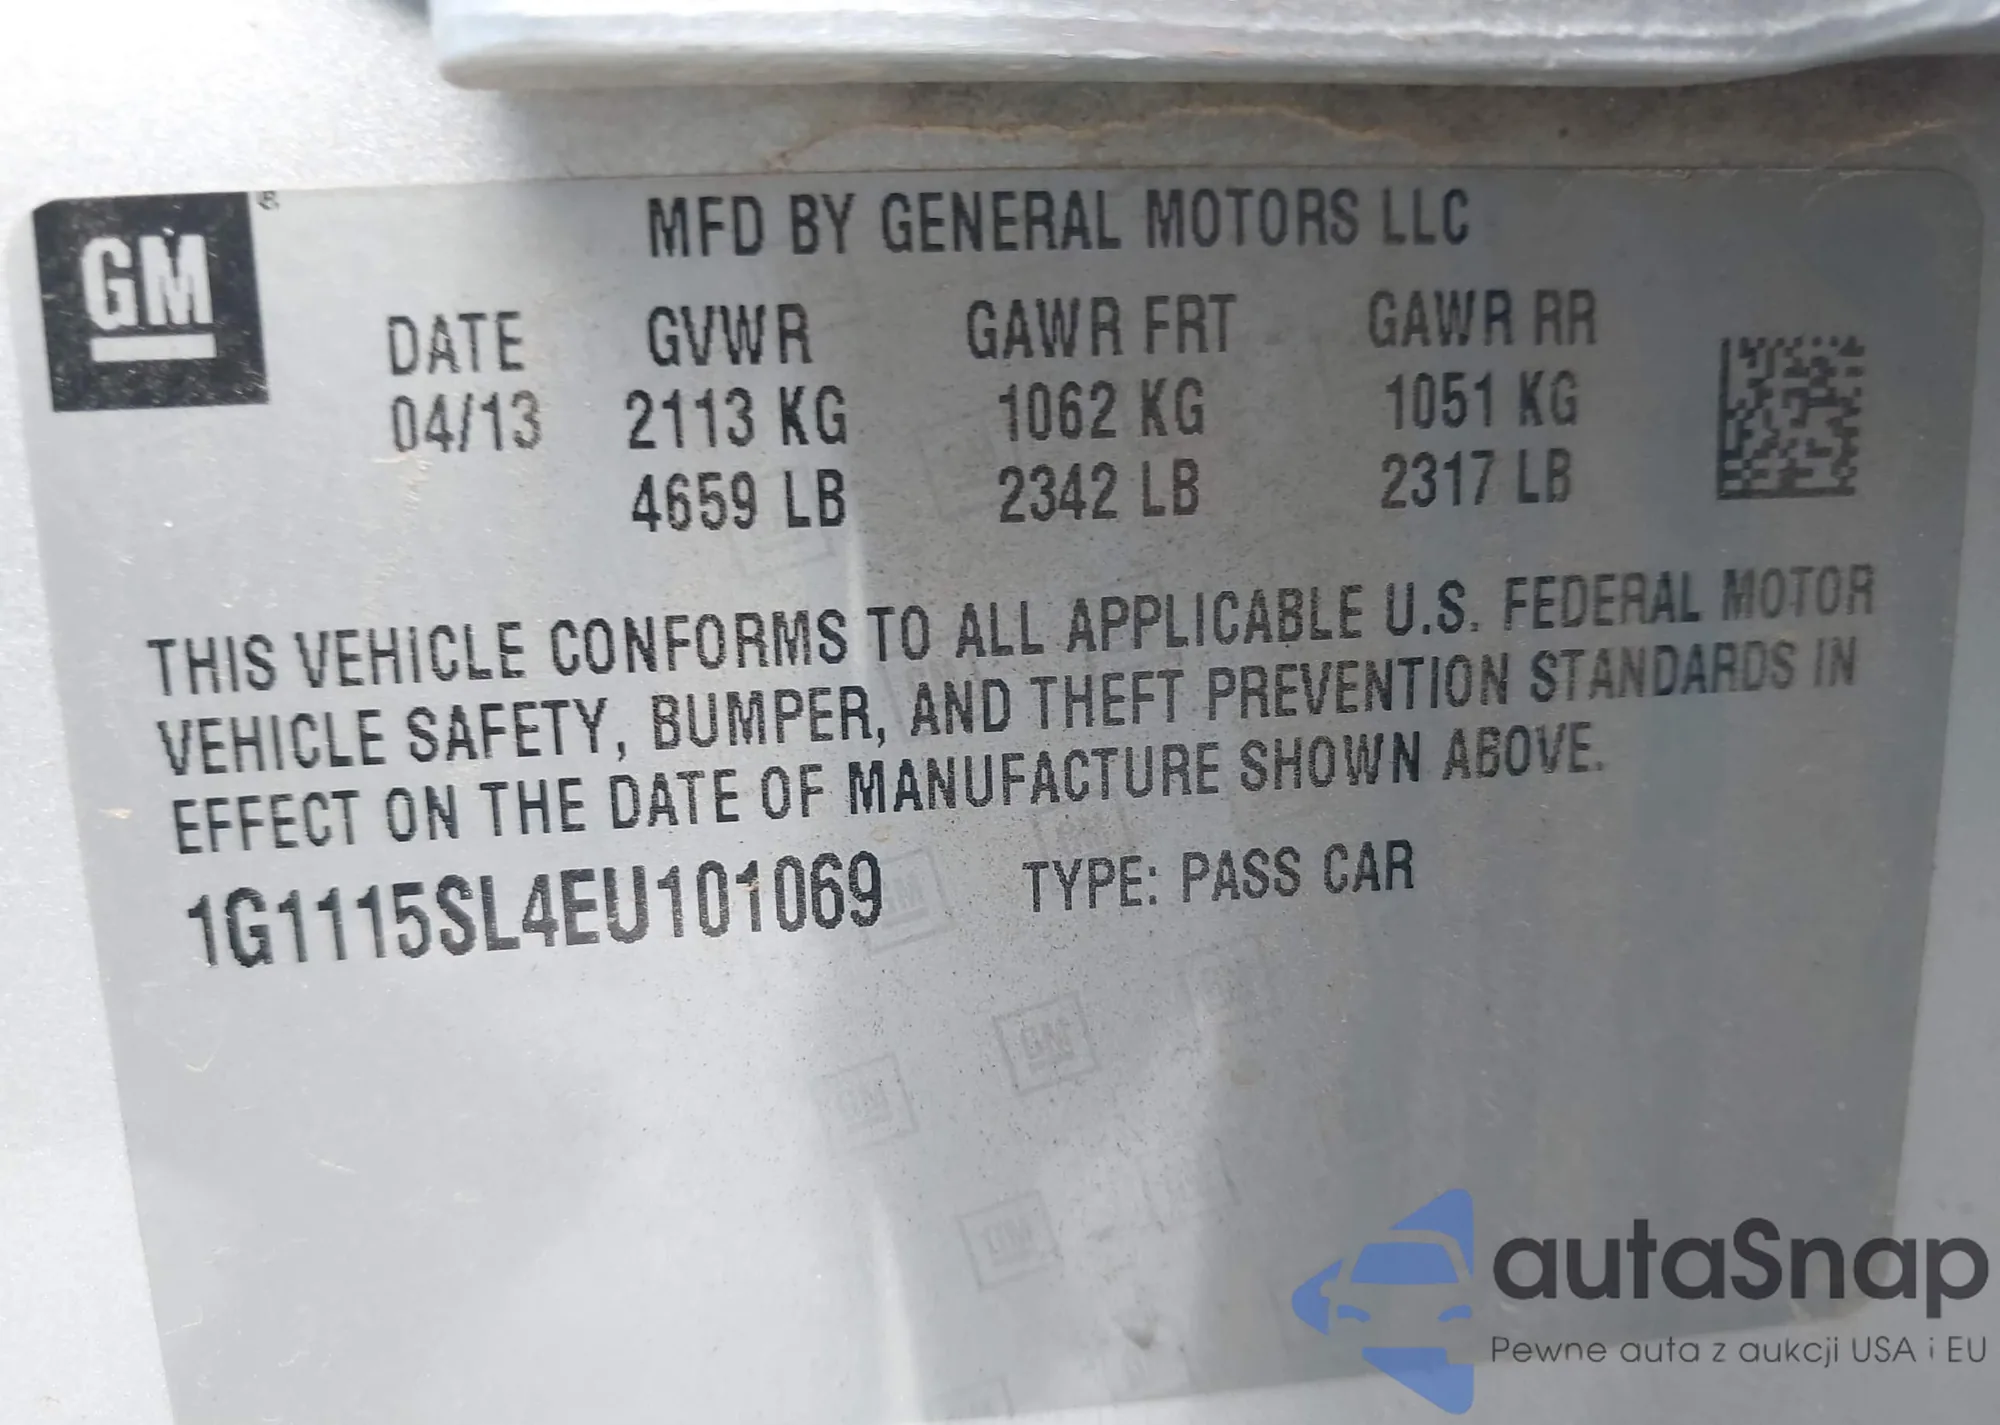 GM
MFD BY GENERAL MOTORS LLC
DATE GVWR GAWR FRT GAWR RR
04/13 2113 KG 1062 KG 1051 KG
4659 LB 2342 LB 2317 LB
THIS VEHICLE CONFORMS TO ALL APPLICABLE U.S. FEDERAL MOTOR
VEHICLE SAFETY, BUMPER, AND THEFT PREVENTION STANDARDS IN
EFFECT ON THE DATE OF MANUFACTURE SHOWN ABOVE.
1G1115SL4EU101069 TYPE: PASS CAR
autaSnap
Pewne auta z aukcji USA i EU